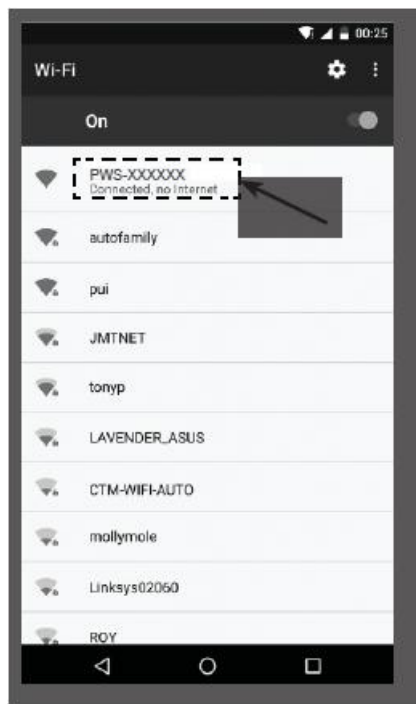 00:25
Wi-Fi
On
PWS-XXXXXX
Connected, no Internet
autofamily
pui
JMTNET
tonyp
LAVENDER_ASUS
CTM-WIFI-AUTO
mollymole
Linksys02060
ROY